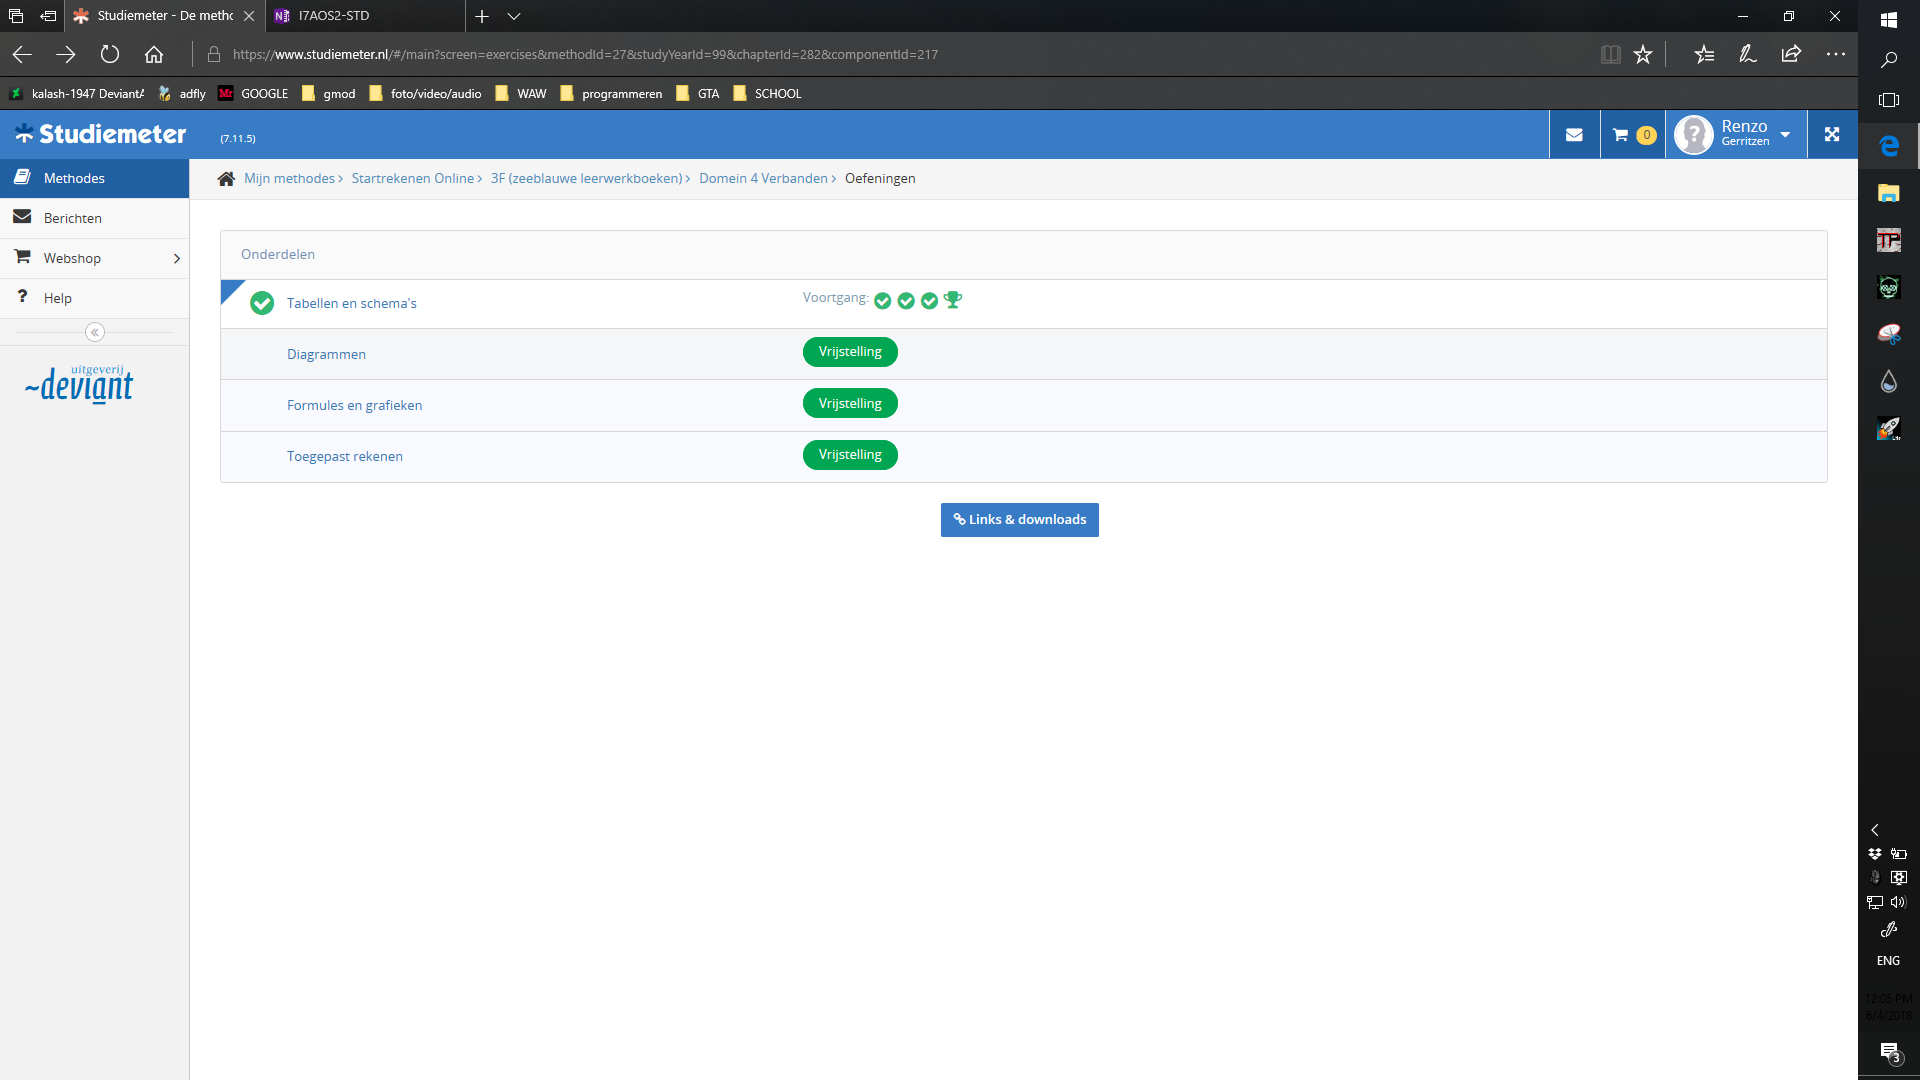 Studiemeter - De metho
I7AOS2-STD
https://www.studiemeter.nl/#/main?screen=exercises&methodId=27&studyYearId=99&chapterId=282&componentId=217
kalash-1947 DeviantA
adfly
GOOGLE
gmod
foto/video/audio
WAW
programmeren
GTA
SCHOOL
Studiemeter
(7.11.5)
0
Renzo
Gerritzen
Methodes
Berichten
Webshop
Help
uitgeverij
~deviant
Mijn methodes ›
Startrekenen Online ›
3F (zeeblauwe leerwerkboeken) ›
Domein 4 Verbanden ›
Oefeningen
Onderdelen
Tabellen en schema's
Voortgang:
Diagrammen
Vrijstelling
Formules en grafieken
Vrijstelling
Toegepast rekenen
Vrijstelling
Links & downloads
ENG
12:05 PM
6/4/2018
3